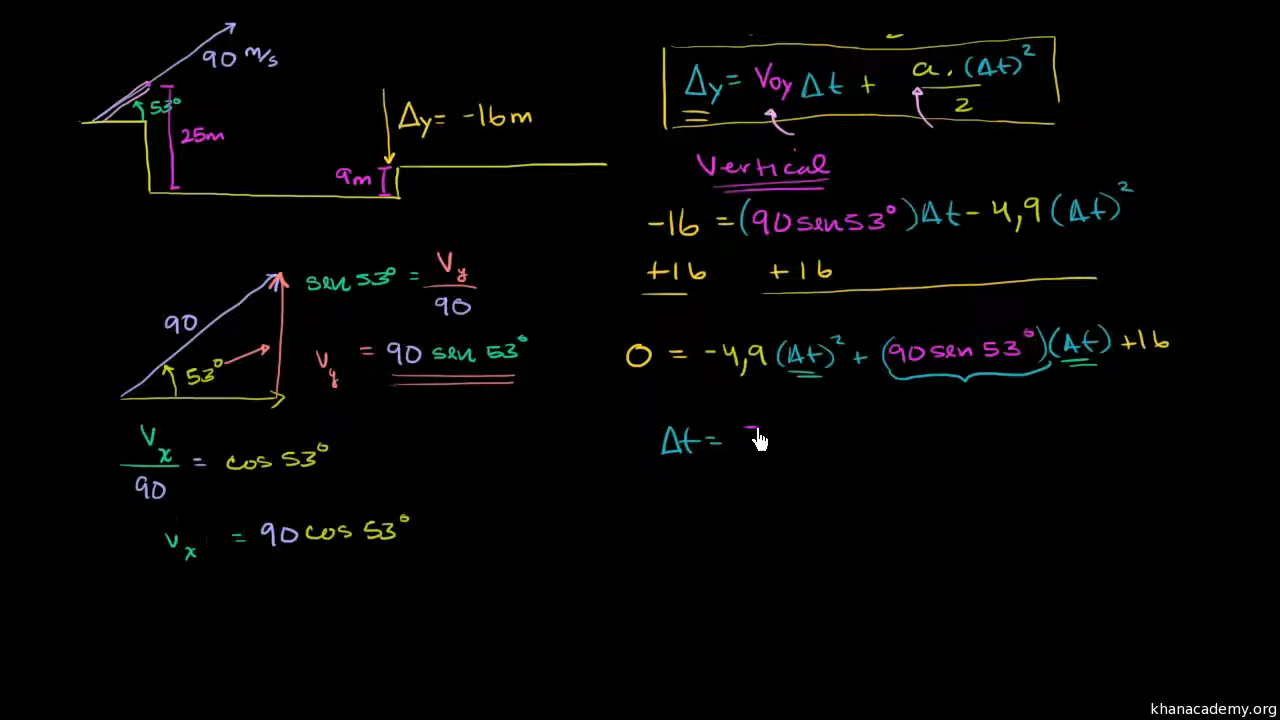 90 m/s
53°
25m
Δy = -16m
9m
90
53°
sen 53° = Vy / 90
Vy = 90 sen 53°
Vx / 90 = cos 53°
Vx = 90 cos 53°
Δy = Voy Δt + a . (Δt)² / 2
Vertical
-16 = (90 sen 53°) Δt - 4,9 (Δt)²
+16 +16
0 = -4,9 (Δt)² + (90 sen 53°)(Δt) +16
Δt =
khanacademy.org